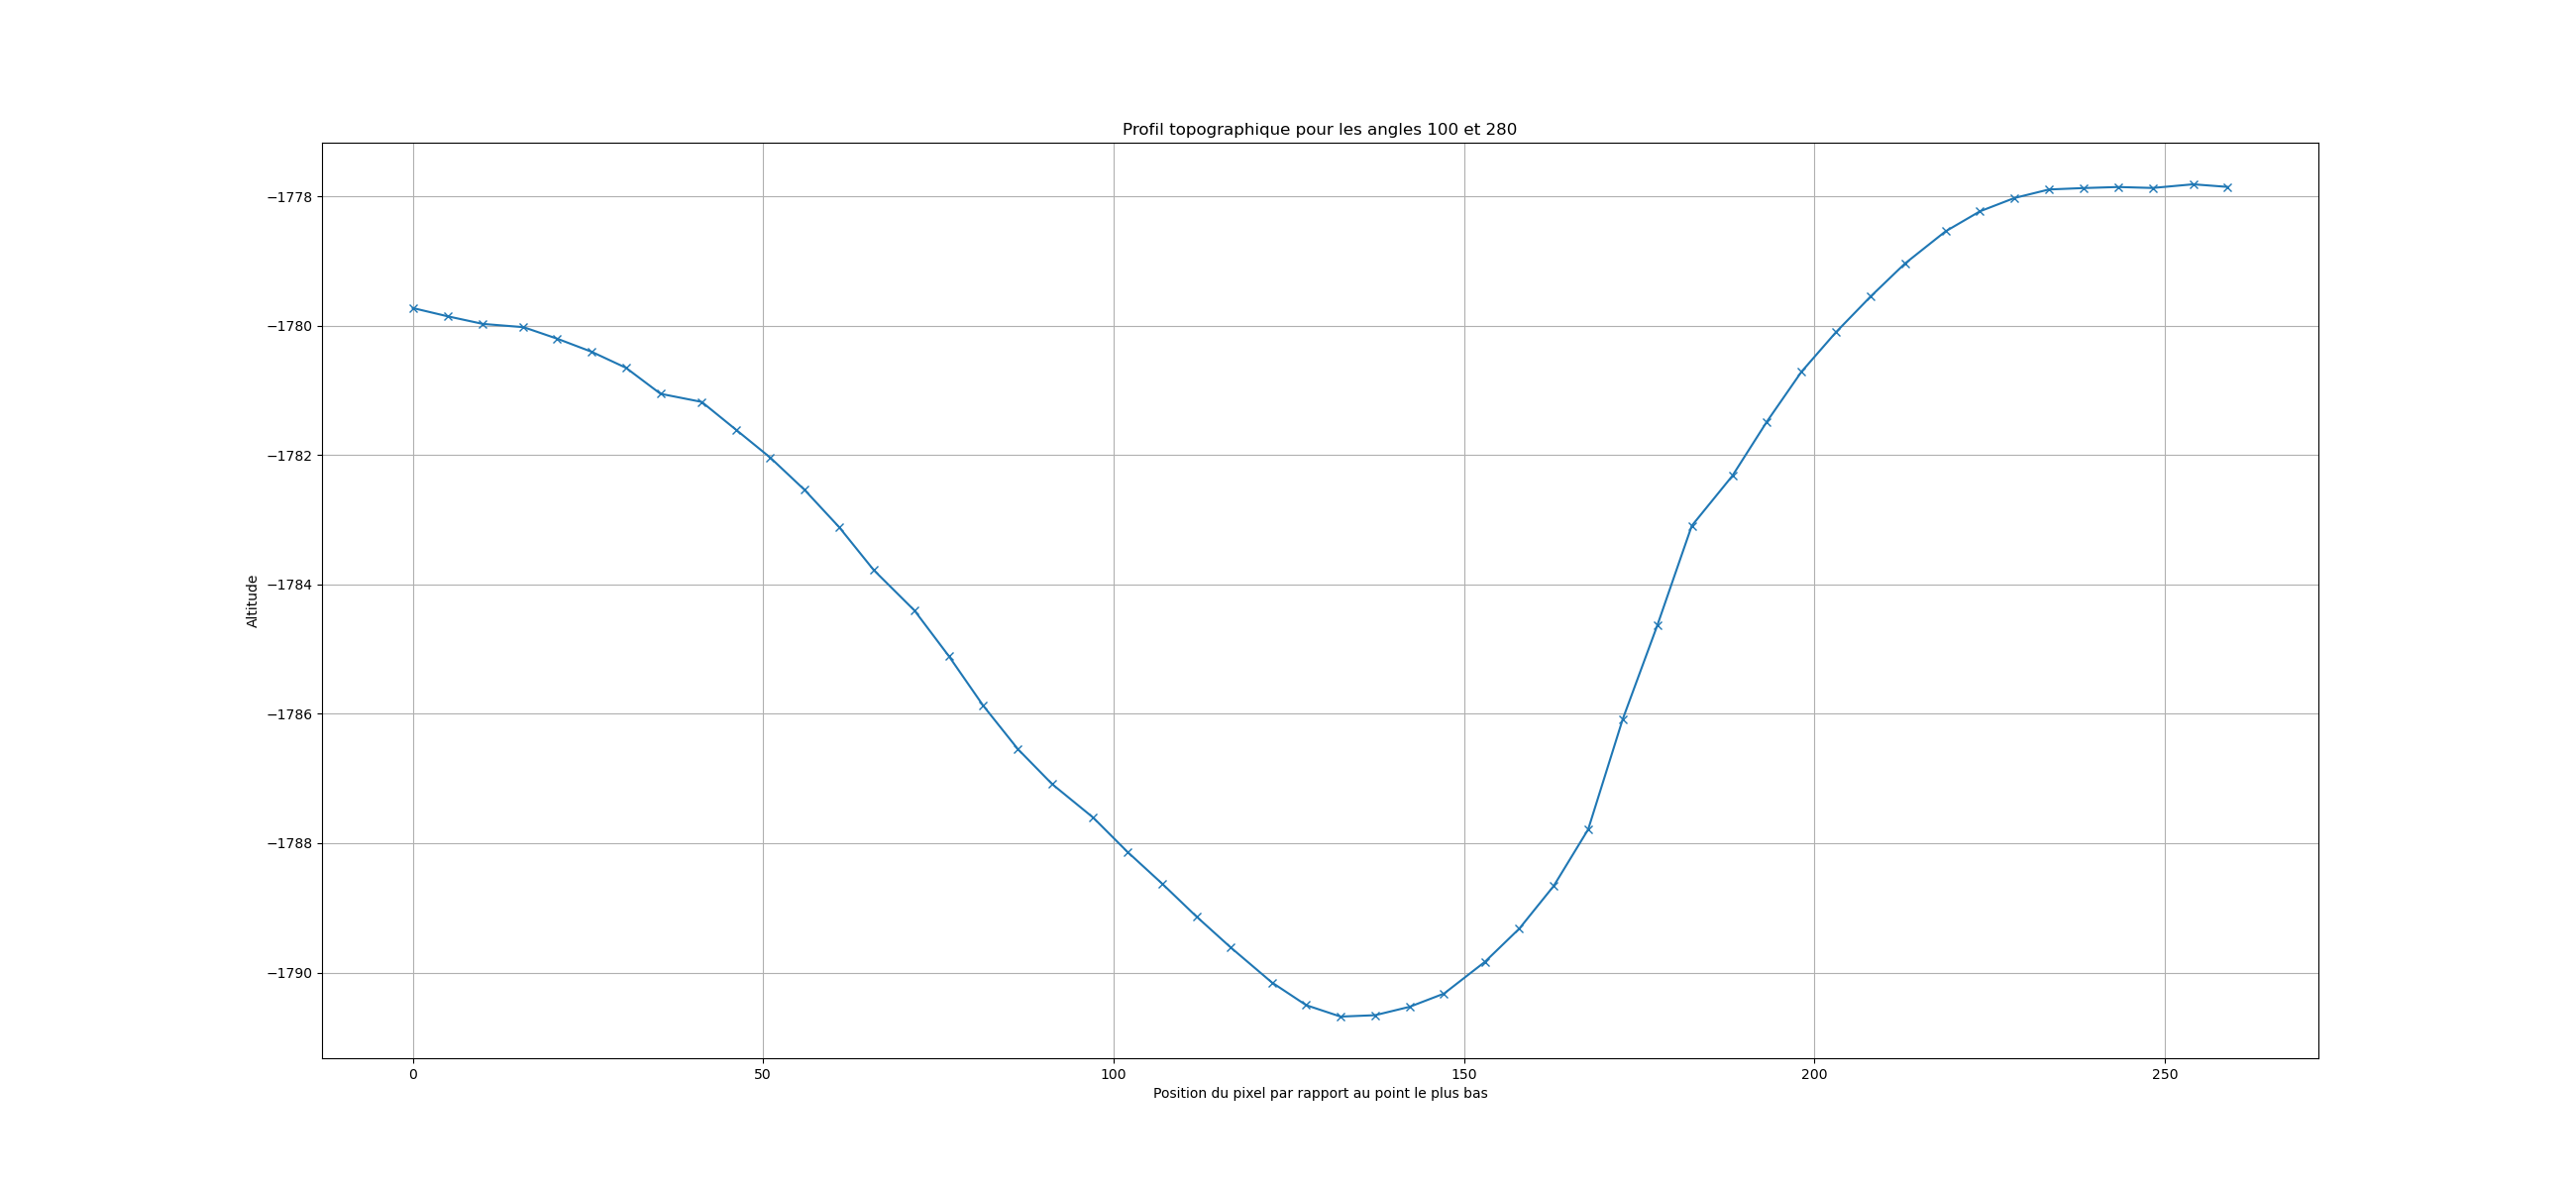 Profil topographique pour les angles 100 et 280
−1778
−1780
−1782
−1784
−1786
−1788
−1790
Altitude
0 50 100 150 200 250
Position du pixel par rapport au point le plus bas